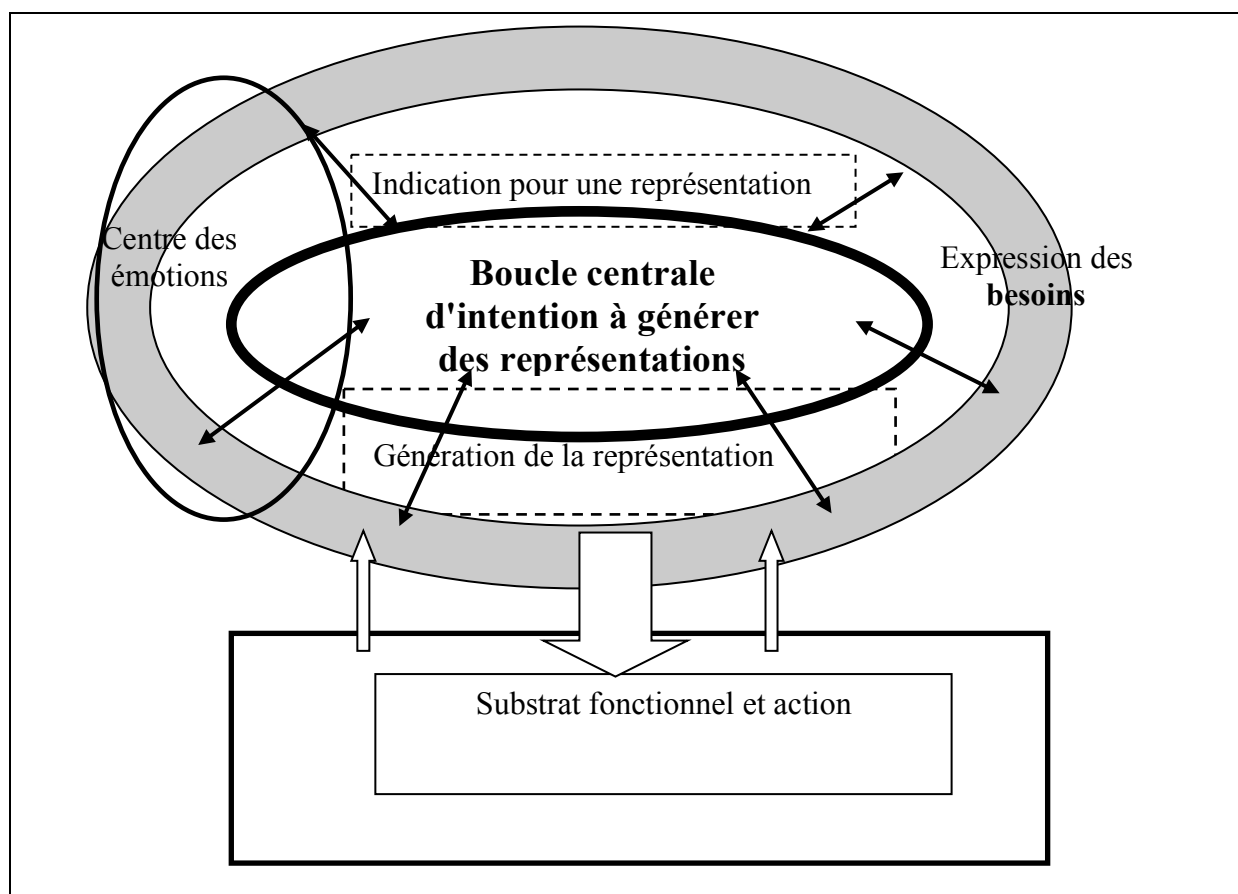 Indication pour une représentation
Centre des
émotions
Boucle centrale
d'intention à générer
des représentations
Expression des
besoins
Génération de la représentation
Substrat fonctionnel et action